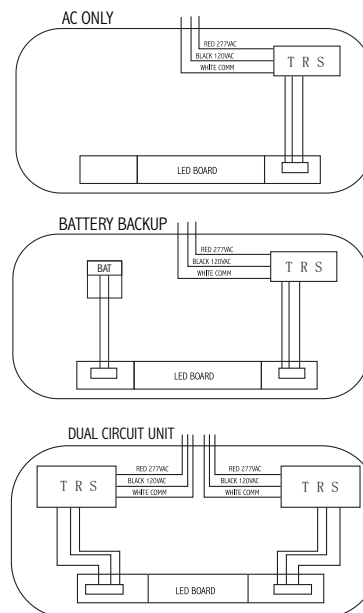 AC ONLY
RED 277VAC
BLACK 120VAC
WHITE COMM
T R S
LED BOARD
BATTERY BACKUP
BAT
RED 277VAC
BLACK 120VAC
WHITE COMM
T R S
LED BOARD
DUAL CIRCUIT UNIT
T R S
RED 277VAC
BLACK 120VAC
WHITE COMM
RED 277VAC
BLACK 120VAC
WHITE COMM
T R S
LED BOARD